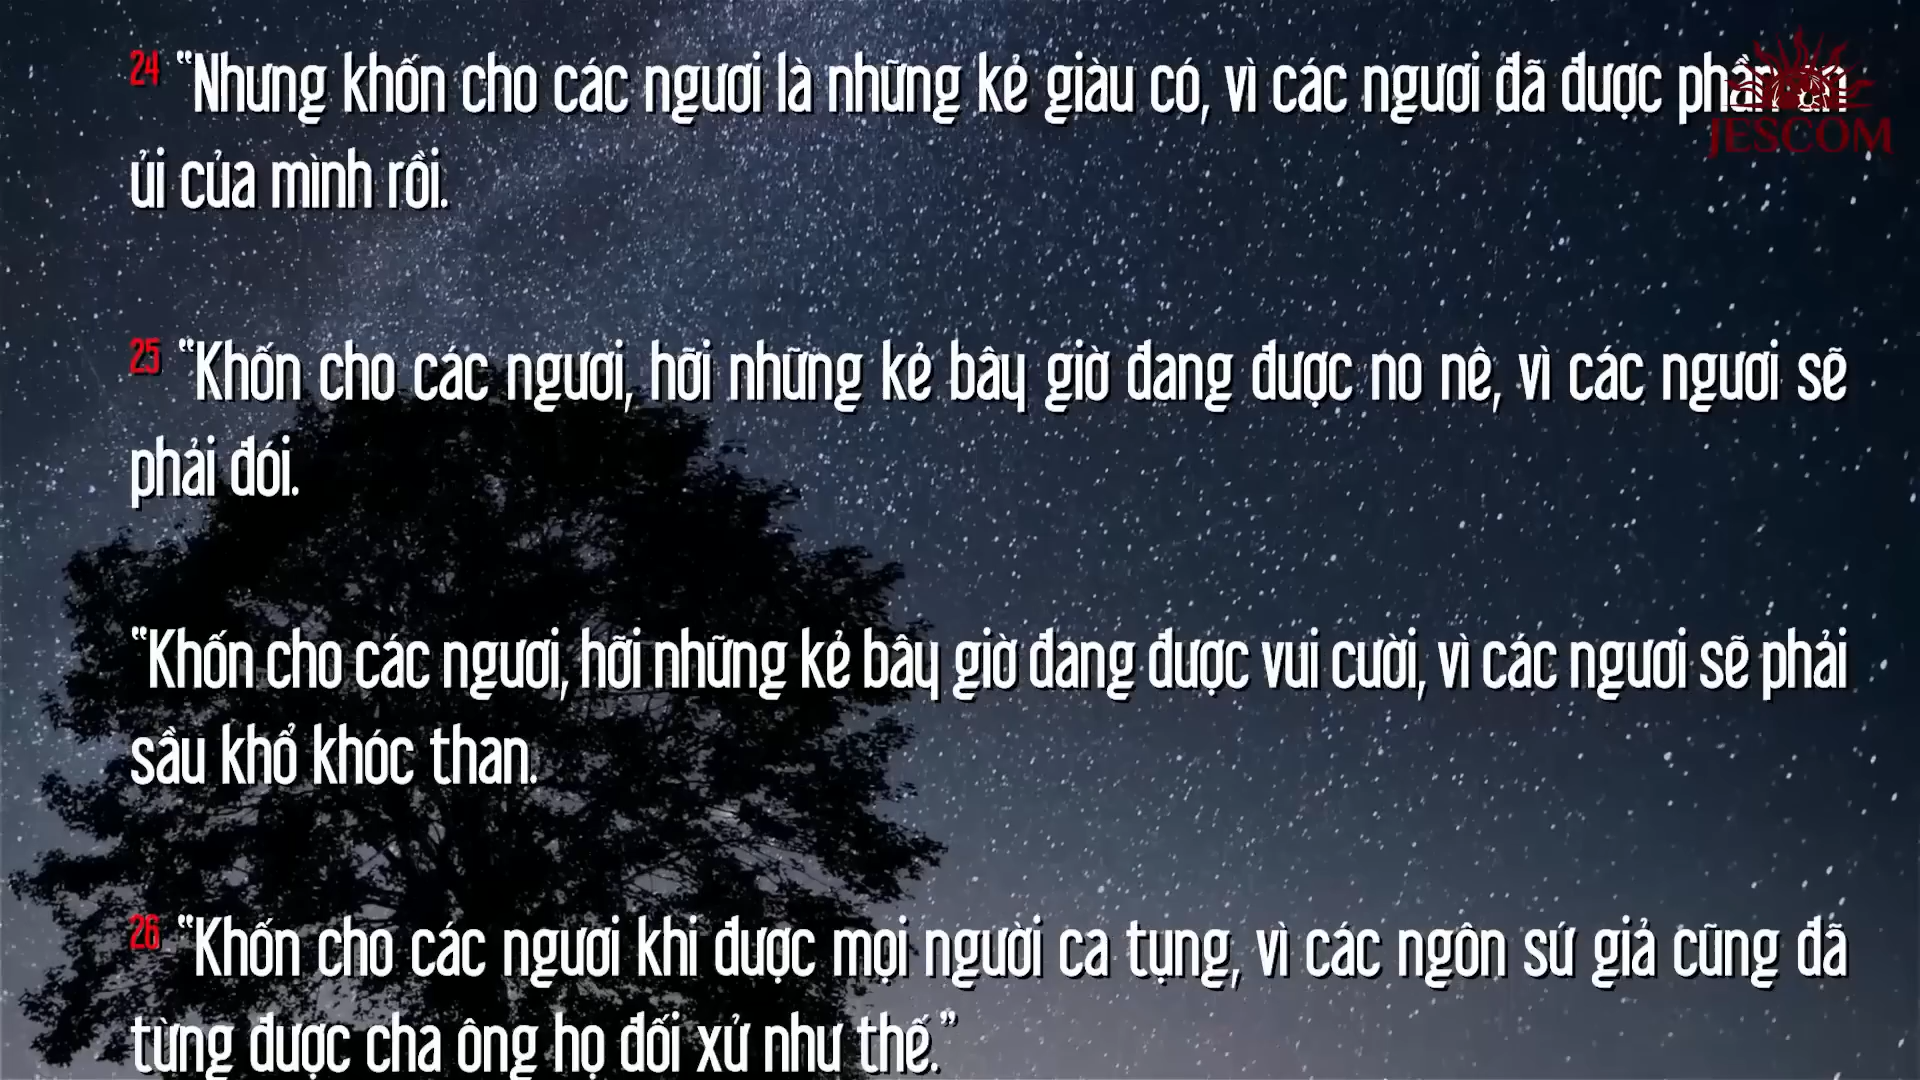 24 “Nhưng khốn cho các ngươi là những kẻ giàu có, vì các ngươi đã được phần an
ủi của mình rồi.
25 “Khốn cho các ngươi, hỡi những kẻ bây giờ đang được no nê, vì các ngươi sẽ
phải đói.
“Khốn cho các ngươi, hỡi những kẻ bây giờ đang được vui cười, vì các ngươi sẽ phải
sầu khổ khóc than.
26 “Khốn cho các ngươi khi được mọi người ca tụng, vì các ngôn sứ giả cũng đã
từng được cha ông họ đối xử như thế.”
JESCOM